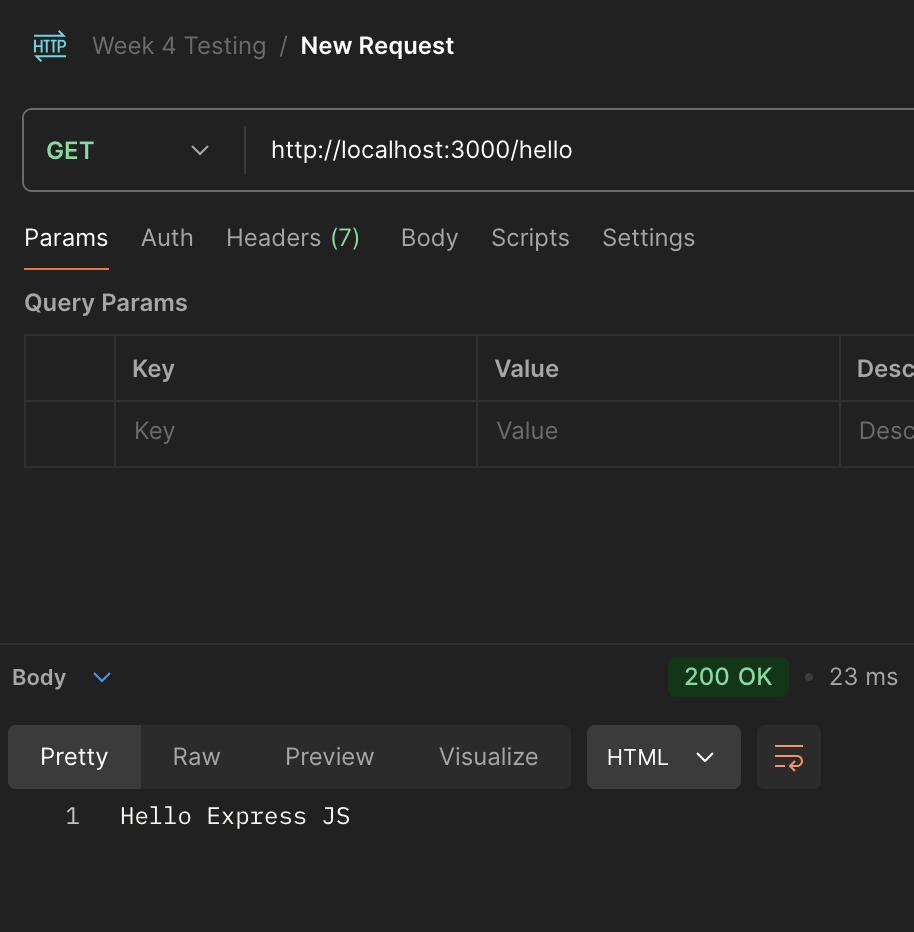 HTTP Week 4 Testing / New Request
GET http://localhost:3000/hello
Params Auth Headers (7) Body Scripts Settings
Query Params
Key Value Desc
Key Value Desc
Body 200 OK • 23 ms
Pretty Raw Preview Visualize HTML
1 Hello Express JS